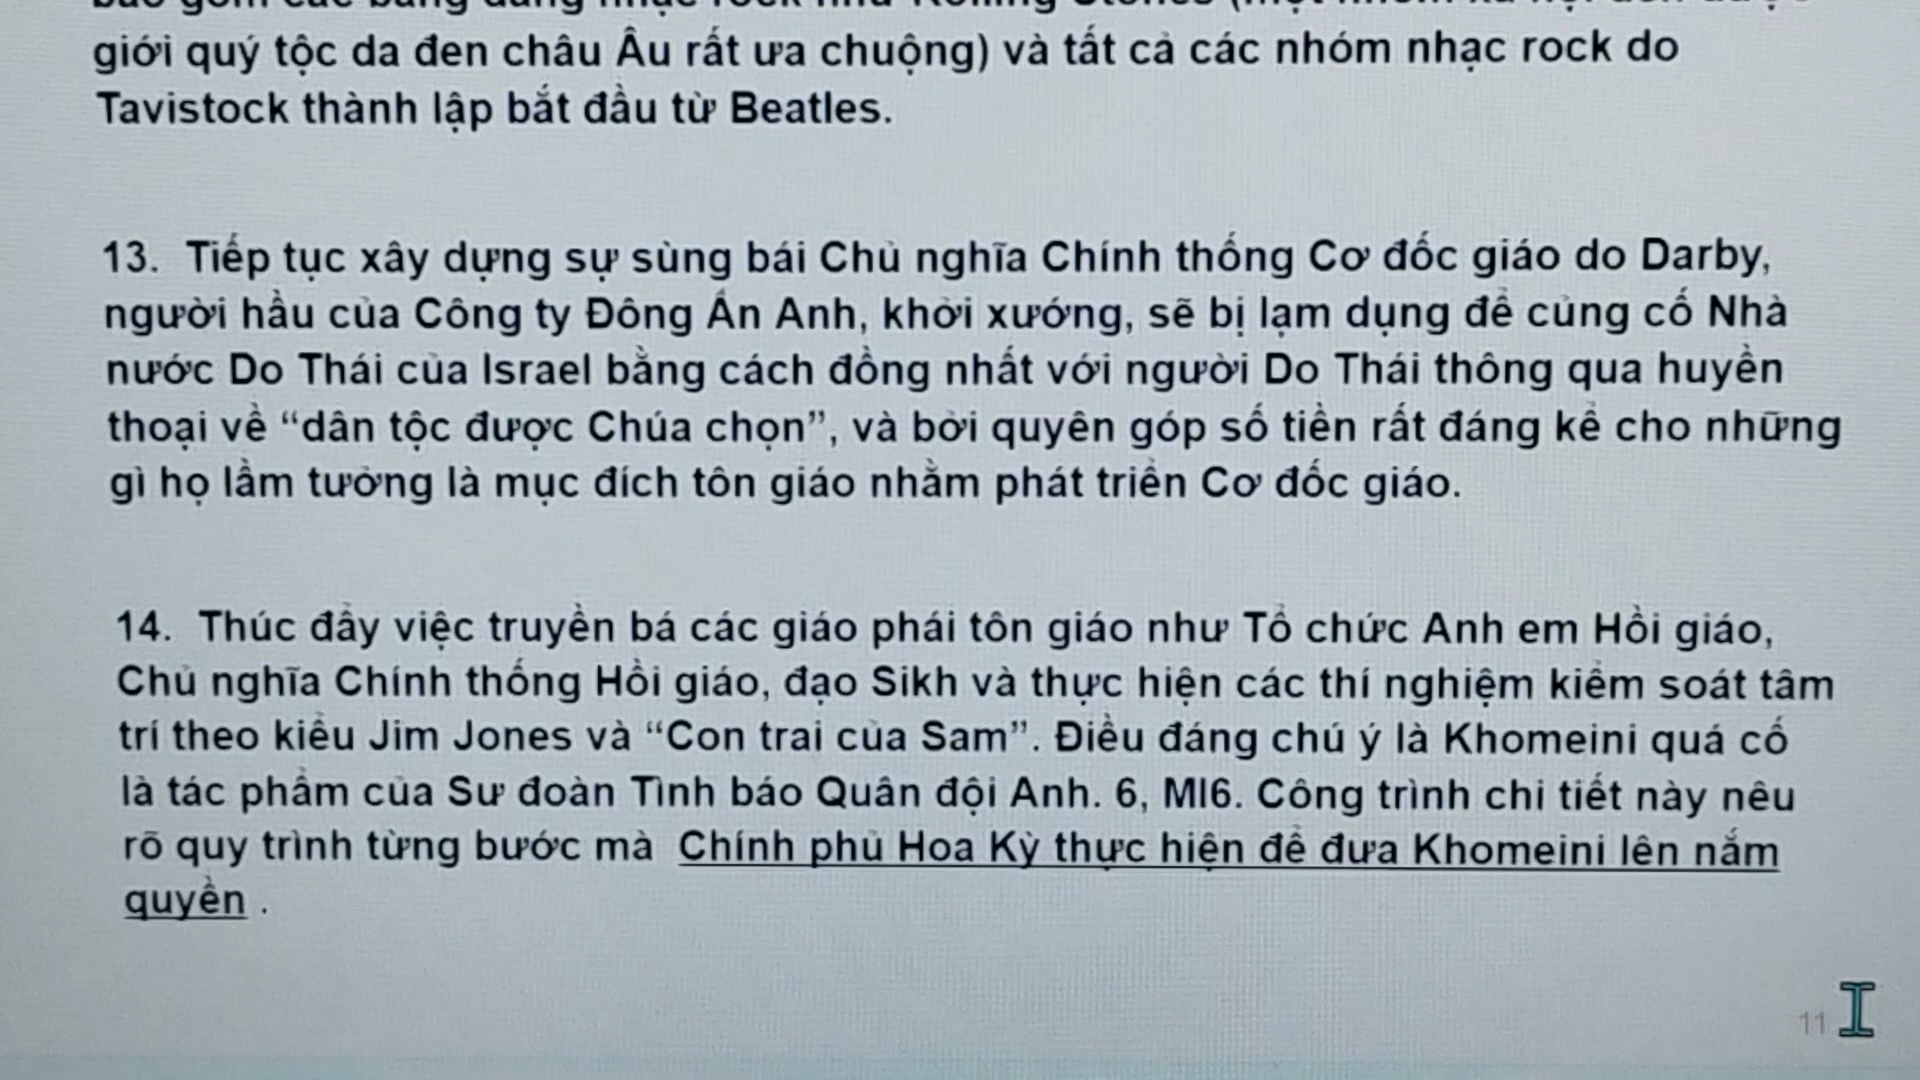 giới quý tộc da đen châu Âu rất ưa chuộng) và tất cả các nhóm nhạc rock do
Tavistock thành lập bắt đầu từ Beatles.
13. Tiếp tục xây dựng sự sùng bái Chủ nghĩa Chính thống Cơ đốc giáo do Darby,
người hầu của Công ty Đông Ấn Anh, khởi xướng, sẽ bị lạm dụng để củng cố Nhà
nước Do Thái của Israel bằng cách đồng nhất với người Do Thái thông qua huyền
thoại về “dân tộc được Chúa chọn”, và bởi quyên góp số tiền rất đáng kể cho những
gì họ lầm tưởng là mục đích tôn giáo nhằm phát triển Cơ đốc giáo.
14. Thúc đẩy việc truyền bá các giáo phái tôn giáo như Tổ chức Anh em Hồi giáo,
Chủ nghĩa Chính thống Hồi giáo, đạo Sikh và thực hiện các thí nghiệm kiểm soát tâm
trí theo kiểu Jim Jones và “Con trai của Sam”. Điều đáng chú ý là Khomeini quá cố
là tác phẩm của Sư đoàn Tình báo Quân đội Anh. 6, MI6. Công trình chi tiết này nêu
rõ quy trình từng bước mà Chính phủ Hoa Kỳ thực hiện để đưa Khomeini lên nắm
quyền .
11